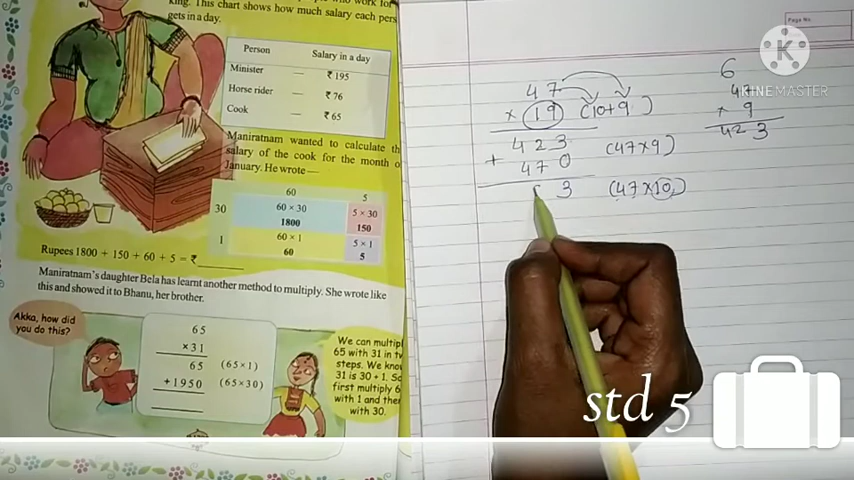 king. This chart shows how much salary each pers
gets in a day.
Person Salary in a day
Minister — ₹ 195
Horse rider — ₹ 76
Cook — ₹ 65
Maniratnam wanted to calculate the
salary of the cook for the month of
January. He wrote—
60 5
30 60 × 30 5 × 30
1800 150
1 60 × 1 5 × 1
60 5
Rupees 1800 + 150 + 60 + 5 = ₹
Maniratnam's daughter Bela has learnt another method to multiply. She wrote like
this and showed it to Bhanu, her brother.
Akka, how did
you do this?
65
×31
65 (65×1)
+1950 (65×30)
We can multipl
65 with 31 in tw
steps. We know
31 is 30 + 1. So
first multiply 6
with 1 and then
with 30.
47
× 19 (10+9)
423 (47×9)
+ 470 (47×10)
3
6
47
× 9
423
Page No.
KINEMASTER
std 5